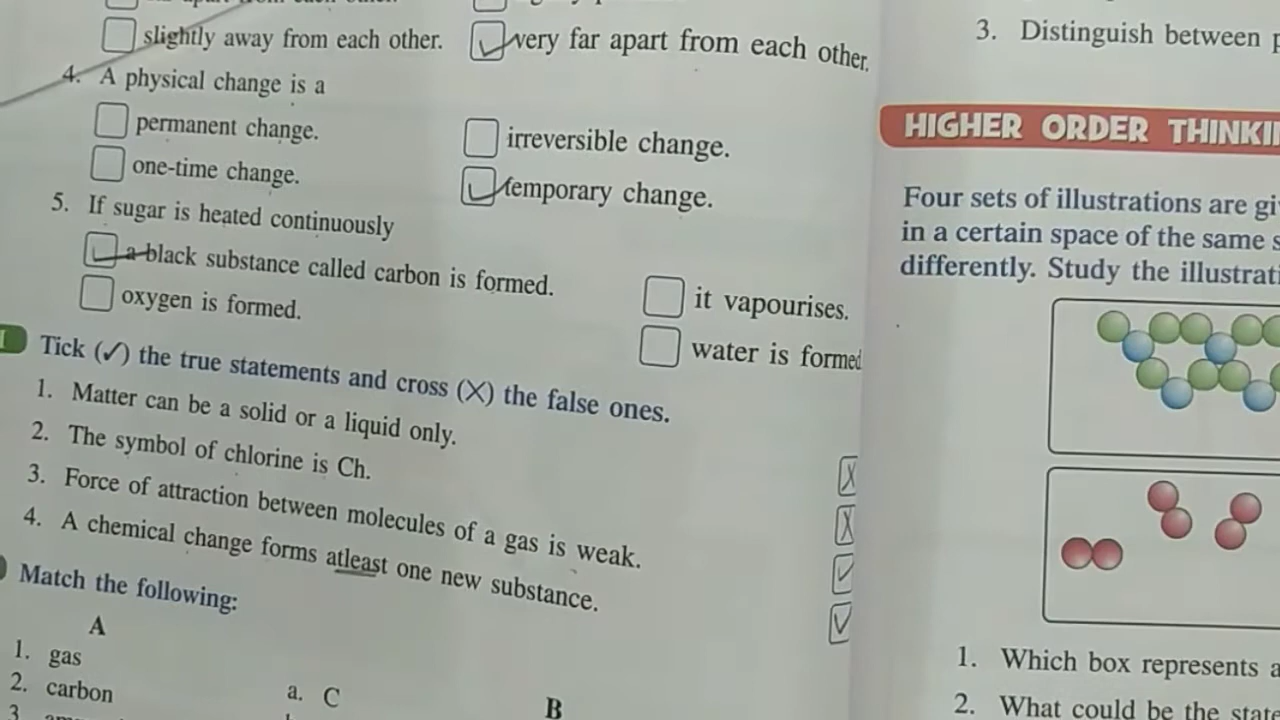 slightly away from each other.
very far apart from each other.
4. A physical change is a
permanent change.
irreversible change.
one-time change.
temporary change.
5. If sugar is heated continuously
a black substance called carbon is formed.
it vapourises.
oxygen is formed.
water is formed
Tick (✓) the true statements and cross (X) the false ones.
1. Matter can be a solid or a liquid only.
X
2. The symbol of chlorine is Ch.
X
3. Force of attraction between molecules of a gas is weak.
✓
4. A chemical change forms atleast one new substance.
✓
Match the following:
A
B
1. gas
a. C
2. carbon
3.
3. Distinguish between
HIGHER ORDER
Four sets of illustrations are
in a certain space of the same
differently. Study the
1. Which box represents a
2. What could be the state